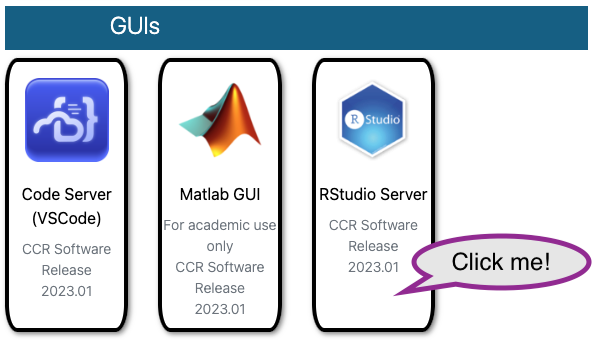 GUIs
Code Server
(VSCode)
CCR Software
Release
2023.01
Matlab GUI
For academic use
only
CCR Software
Release
2023.01
R Studio
RStudio Server
CCR Software
Release
2023.01
Click me!